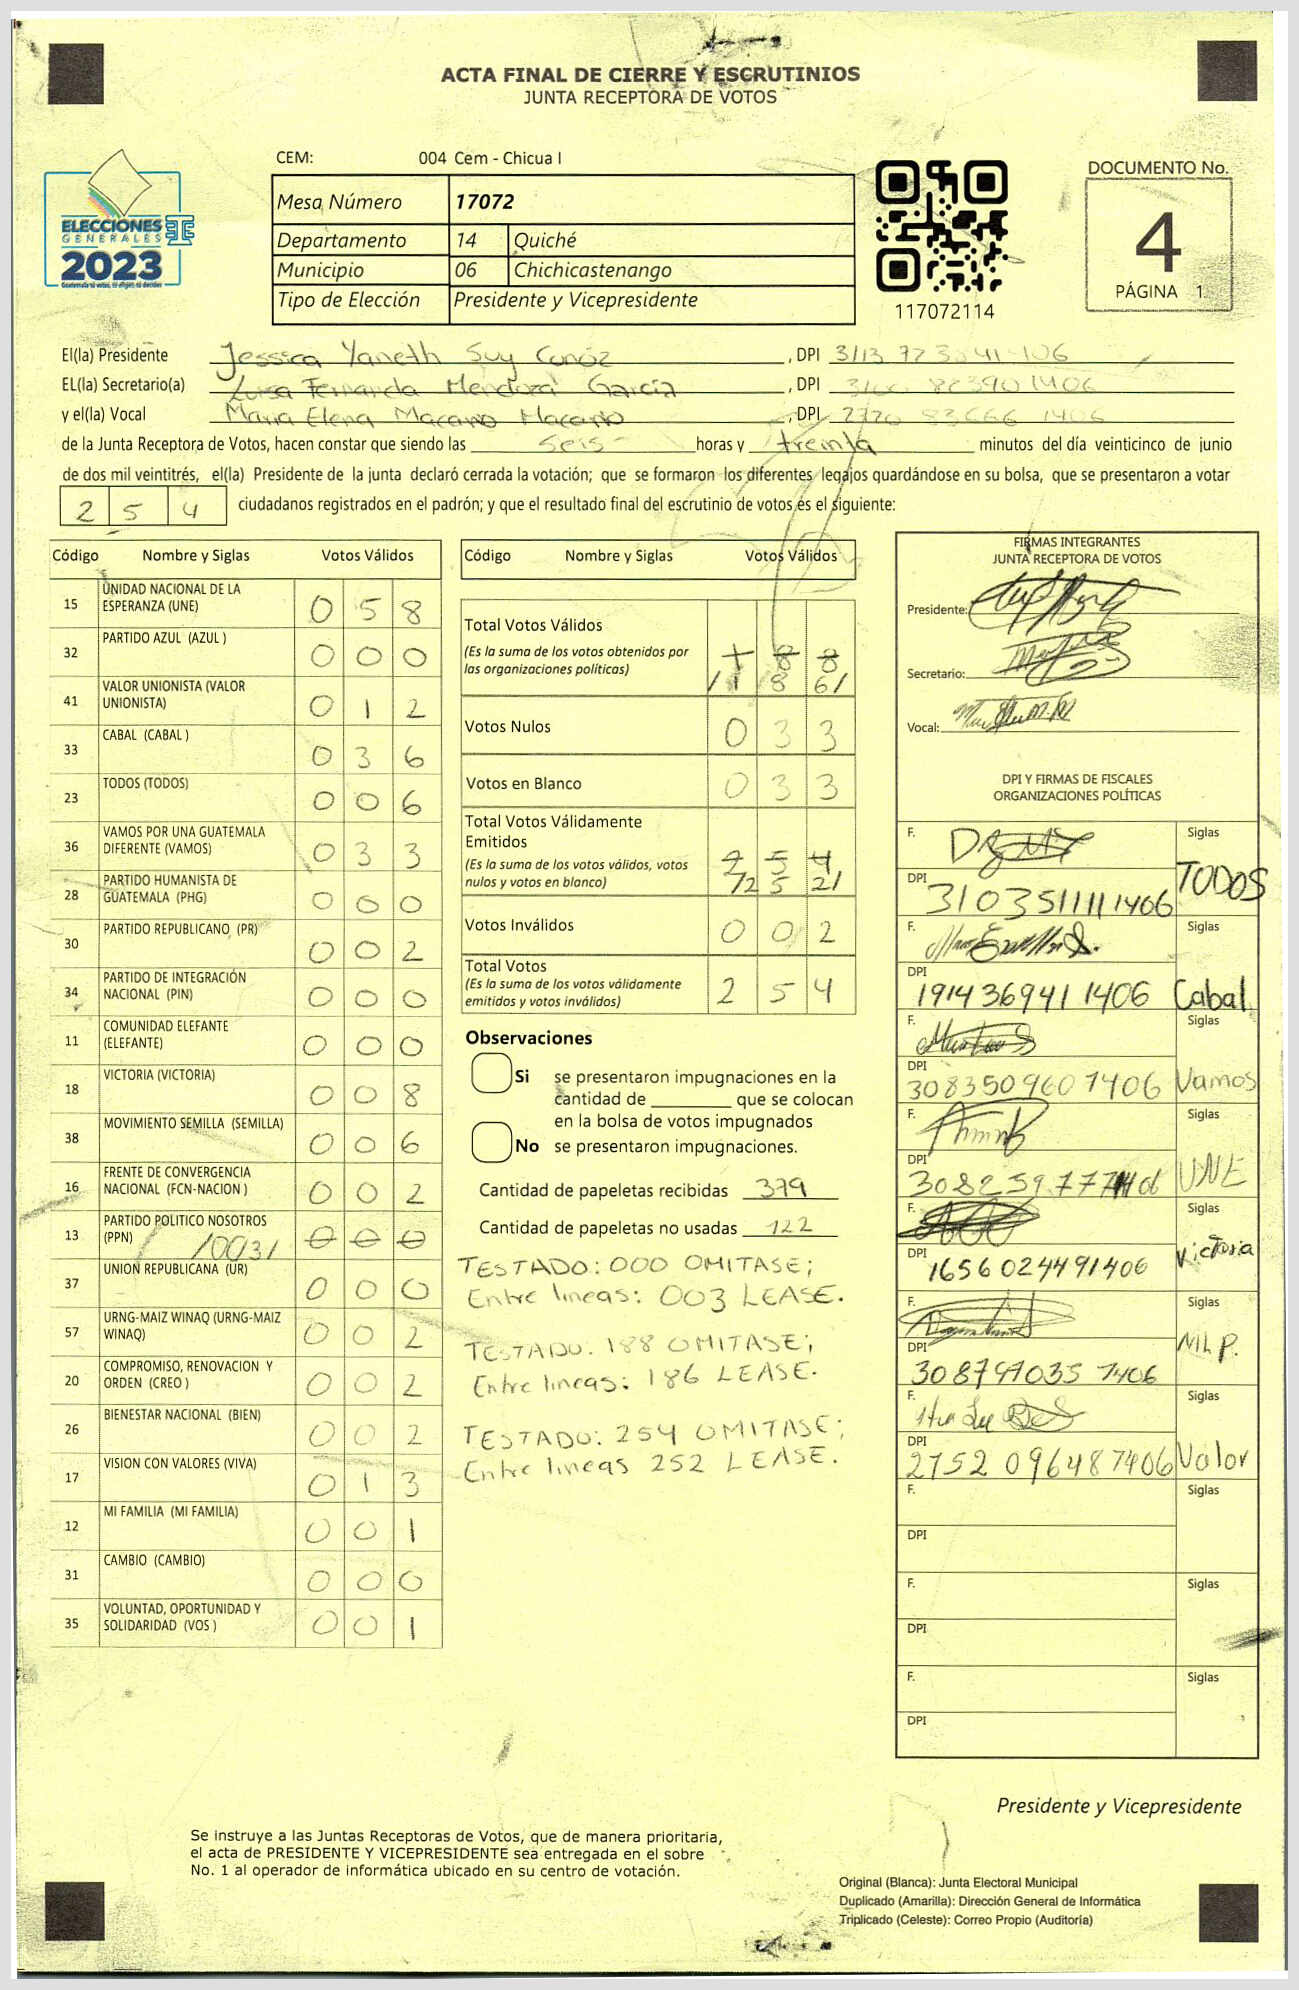 ACTA FINAL DE CIERRE Y ESCRUTINIOS
JUNTA RECEPTORA DE VOTOS
CEM: 004 Cem - Chicua I
ELECCIONES
GENERALES
2023
Guatemala tú votas, tú eliges, tú decides
Mesa Número 17072
Departamento 14 Quiché
Municipio 06 Chichicastenango
Tipo de Elección Presidente y Vicepresidente
117072114
DOCUMENTO No.
4
PÁGINA 1
El(la) Presidente Jessica Yaneth Suy , DPI
EL(la) Secretario(a) Luisa Fernanda Mendoza García , DPI 1406
y el(la) Vocal María Elena Macario Macario , DPI 1406
de la Junta Receptora de Votos, hacen constar que siendo las seis horas y treinta minutos del día veinticinco de junio
de dos mil veintitrés, el(la) Presidente de la junta declaró cerrada la votación; que se formaron los diferentes legajos guardándose en su bolsa, que se presentaron a votar
2 5 4 ciudadanos registrados en el padrón; y que el resultado final del escrutinio de votos es el siguiente:
Código Nombre y Siglas Votos Válidos
15 UNIDAD NACIONAL DE LA ESPERANZA (UNE) 0 5 8
32 PARTIDO AZUL (AZUL ) 0 0 0
41 VALOR UNIONISTA (VALOR UNIONISTA) 0 1 2
33 CABAL (CABAL ) 0 3 6
23 TODOS (TODOS) 0 0 6
36 VAMOS POR UNA GUATEMALA DIFERENTE (VAMOS) 0 3 3
28 PARTIDO HUMANISTA DE GUATEMALA (PHG) 0 0 0
30 PARTIDO REPUBLICANO (PR) 0 0 2
34 PARTIDO DE INTEGRACIÓN NACIONAL (PIN) 0 0 0
11 COMUNIDAD ELEFANTE (ELEFANTE) 0 0 0
18 VICTORIA (VICTORIA) 0 0 8
38 MOVIMIENTO SEMILLA (SEMILLA) 0 0 6
16 FRENTE DE CONVERGENCIA NACIONAL (FCN-NACION ) 0 0 2
13 PARTIDO POLITICO NOSOTROS (PPN) /003/ 0 0 0
37 UNION REPUBLICANA (UR) 0 0 0
57 URNG-MAIZ WINAQ (URNG-MAIZ WINAQ) 0 0 2
20 COMPROMISO, RENOVACION Y ORDEN (CREO ) 0 0 2
26 BIENESTAR NACIONAL (BIEN) 0 0 2
17 VISION CON VALORES (VIVA) 0 1 3
12 MI FAMILIA (MI FAMILIA) 0 0 1
31 CAMBIO (CAMBIO) 0 0 0
35 VOLUNTAD, OPORTUNIDAD Y SOLIDARIDAD (VOS ) 0 0 1
Código Nombre y Siglas Votos Válidos
Total Votos Válidos
(Es la suma de los votos obtenidos por
las organizaciones políticas)
1 8 8
/1 8 6/
Votos Nulos 0 3 3
Votos en Blanco 0 3 3
Total Votos Válidamente
Emitidos
(Es la suma de los votos válidos, votos
nulos y votos en blanco)
2 5 4
/2 5 2/
Votos Inválidos 0 0 2
Total Votos
(Es la suma de los votos válidamente
emitidos y votos inválidos)
2 5 4
Observaciones
Si se presentaron impugnaciones en la
cantidad de ________ que se colocan
en la bolsa de votos impugnados
No se presentaron impugnaciones.
Cantidad de papeletas recibidas 379
Cantidad de papeletas no usadas 122
TESTADO: 000 OMITASE;
Entre lineas: 003 LEASE.
TESTADO: 188 OMITASE;
Entre lineas: 186 LEASE.
TESTADO: 254 OMITASE;
Entre lineas 252 LEASE.
FIRMAS INTEGRANTES
JUNTA RECEPTORA DE VOTOS
Presidente:
Secretario:
Vocal:
DPI Y FIRMAS DE FISCALES
ORGANIZACIONES POLÍTICAS
F. Siglas
DPI 3103511111406 TODOS
F. Siglas
DPI 1914369411406 Cabal
F. Siglas
DPI 3083509601406 Vamos
F. Siglas
DPI UNE
F. Siglas
DPI 1656024491406 Victoria
F. Siglas
DPI 3087970351406 MLP.
F. Siglas
DPI 2752096481406 Valor
F. Siglas
DPI
F. Siglas
DPI
F. Siglas
DPI
Presidente y Vicepresidente
Se instruye a las Juntas Receptoras de Votos, que de manera prioritaria,
el acta de PRESIDENTE Y VICEPRESIDENTE sea entregada en el sobre
No. 1 al operador de informática ubicado en su centro de votación.
Original (Blanca): Junta Electoral Municipal
Duplicado (Amarilla): Dirección General de Informática
Triplicado (Celeste): Correo Propio (Auditoría)